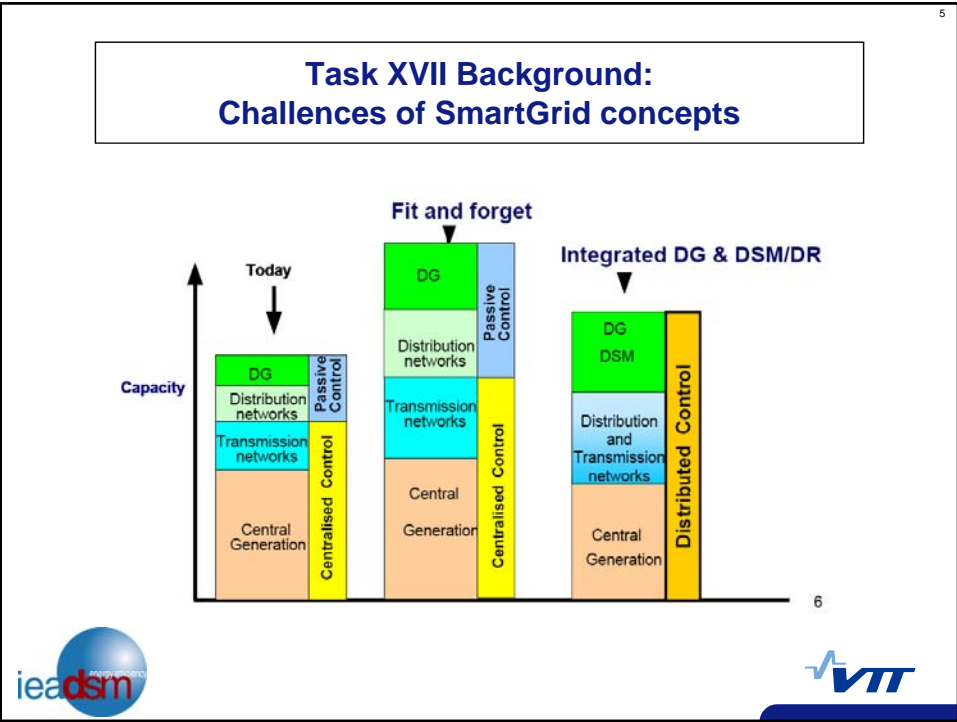 5
Task XVII Background:
Challences of SmartGrid concepts
Fit and forget
Integrated DG & DSM/DR
Today
Capacity
DG
Distribution
networks
Transmission
networks
Central
Generation
Passive
Control
Centralised Control
DG
Distribution
networks
Transmission
networks
Central
Generation
Passive
Control
Centralised Control
DG
DSM
Distribution
and
Transmission
networks
Central
Generation
Distributed Control
6
ieadsm
energy efficiency
VTT